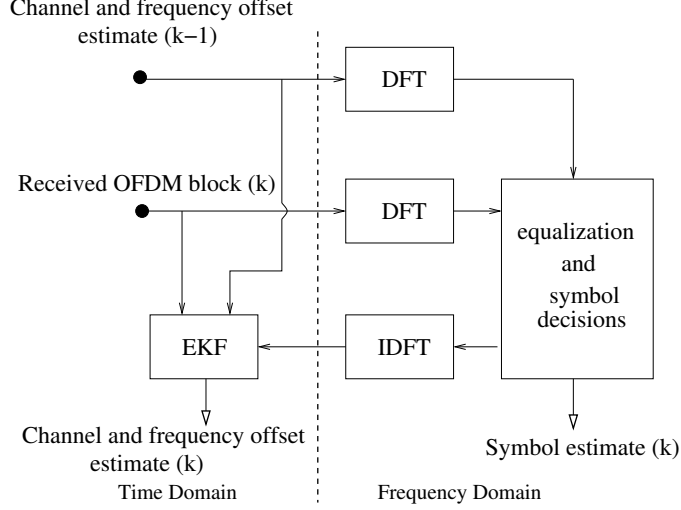 Channel and frequency offset
estimate (k−1)
DFT
Received OFDM block (k)
DFT
equalization
and
symbol
decisions
EKF
IDFT
Channel and frequency offset
estimate (k)
Symbol estimate (k)
Time Domain
Frequency Domain